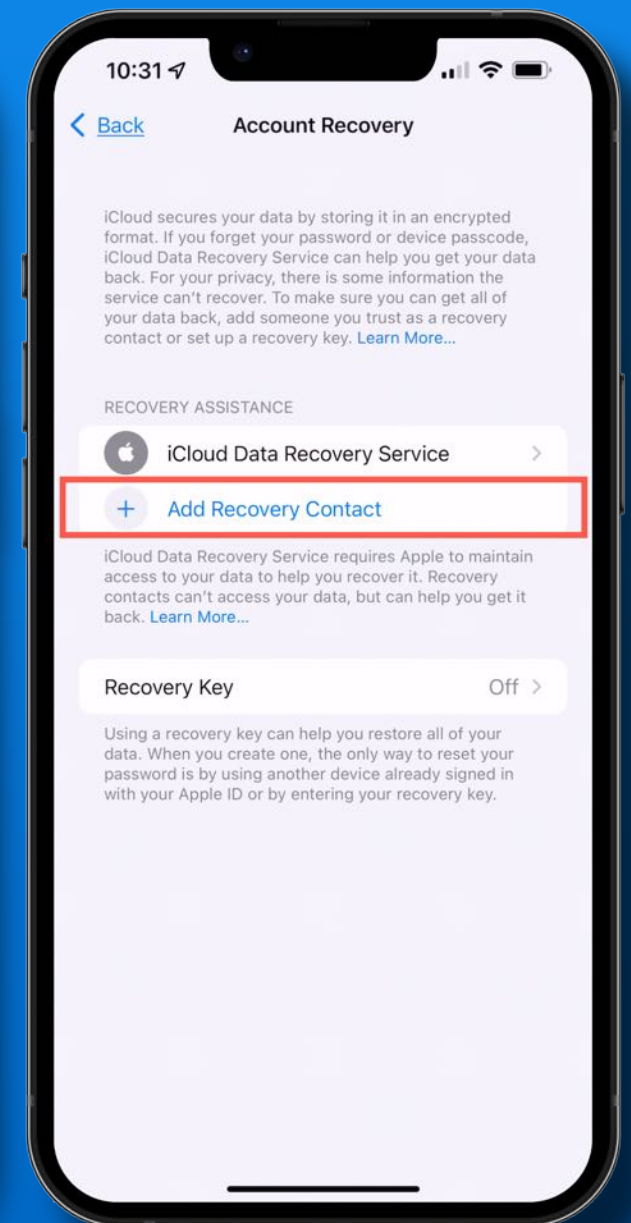 10:31
Back
Account Recovery
iCloud secures your data by storing it in an encrypted
format. If you forget your password or device passcode,
iCloud Data Recovery Service can help you get your data
back. For your privacy, there is some information the
service can’t recover. To make sure you can get all of
your data back, add someone you trust as a recovery
contact or set up a recovery key. Learn More...
RECOVERY ASSISTANCE
iCloud Data Recovery Service
Add Recovery Contact
iCloud Data Recovery Service requires Apple to maintain
access to your data to help you recover it. Recovery
contacts can’t access your data, but can help you get it
back. Learn More...
Recovery Key Off
Using a recovery key can help you restore all of your
data. When you create one, the only way to reset your
password is by using another device already signed in
with your Apple ID or by entering your recovery key.